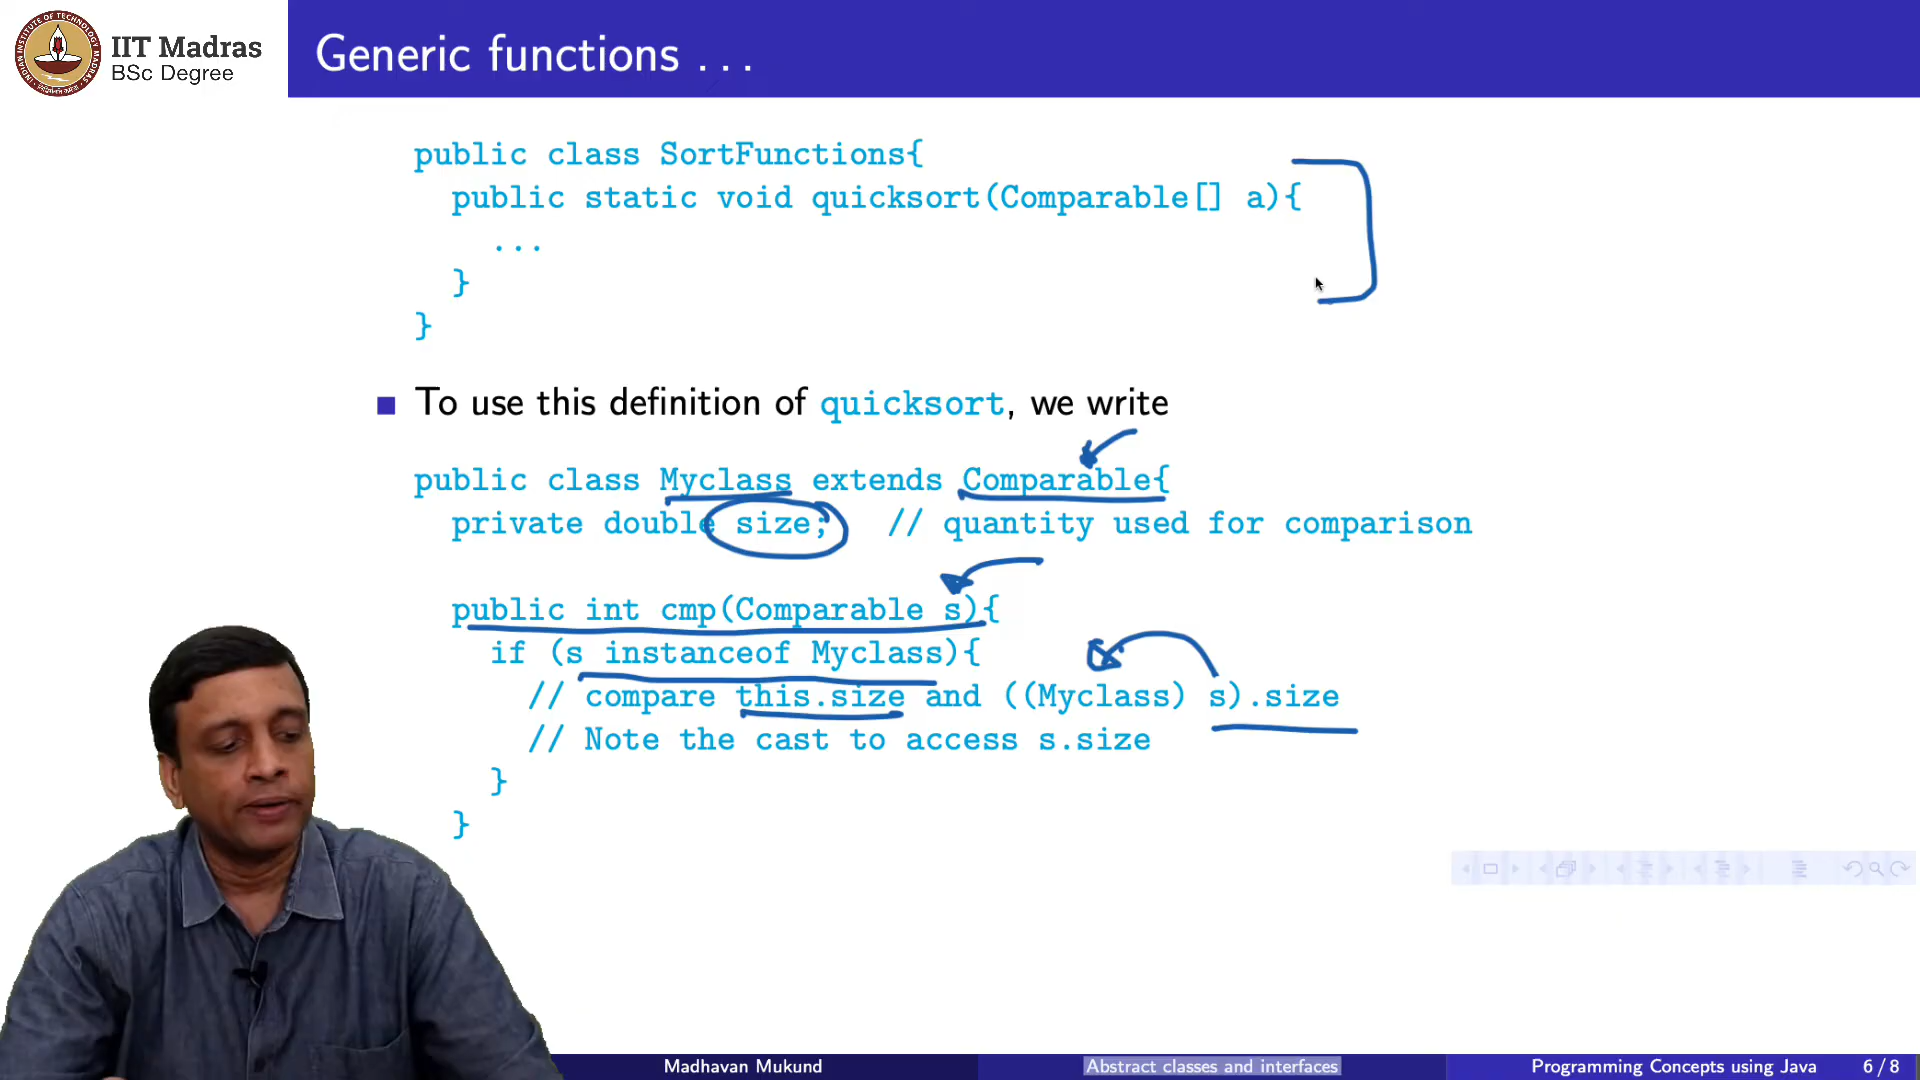 IIT Madras
BSc Degree
Generic functions ...
public class SortFunctions{
public static void quicksort(Comparable[] a){
...
}
}
To use this definition of quicksort, we write
public class Myclass extends Comparable{
private double size; // quantity used for comparison
public int cmp(Comparable s){
if (s instanceof Myclass){
// compare this.size and ((Myclass) s).size
// Note the cast to access s.size
}
}
Madhavan Mukund
Abstract classes and interfaces
Programming Concepts using Java
6 / 8